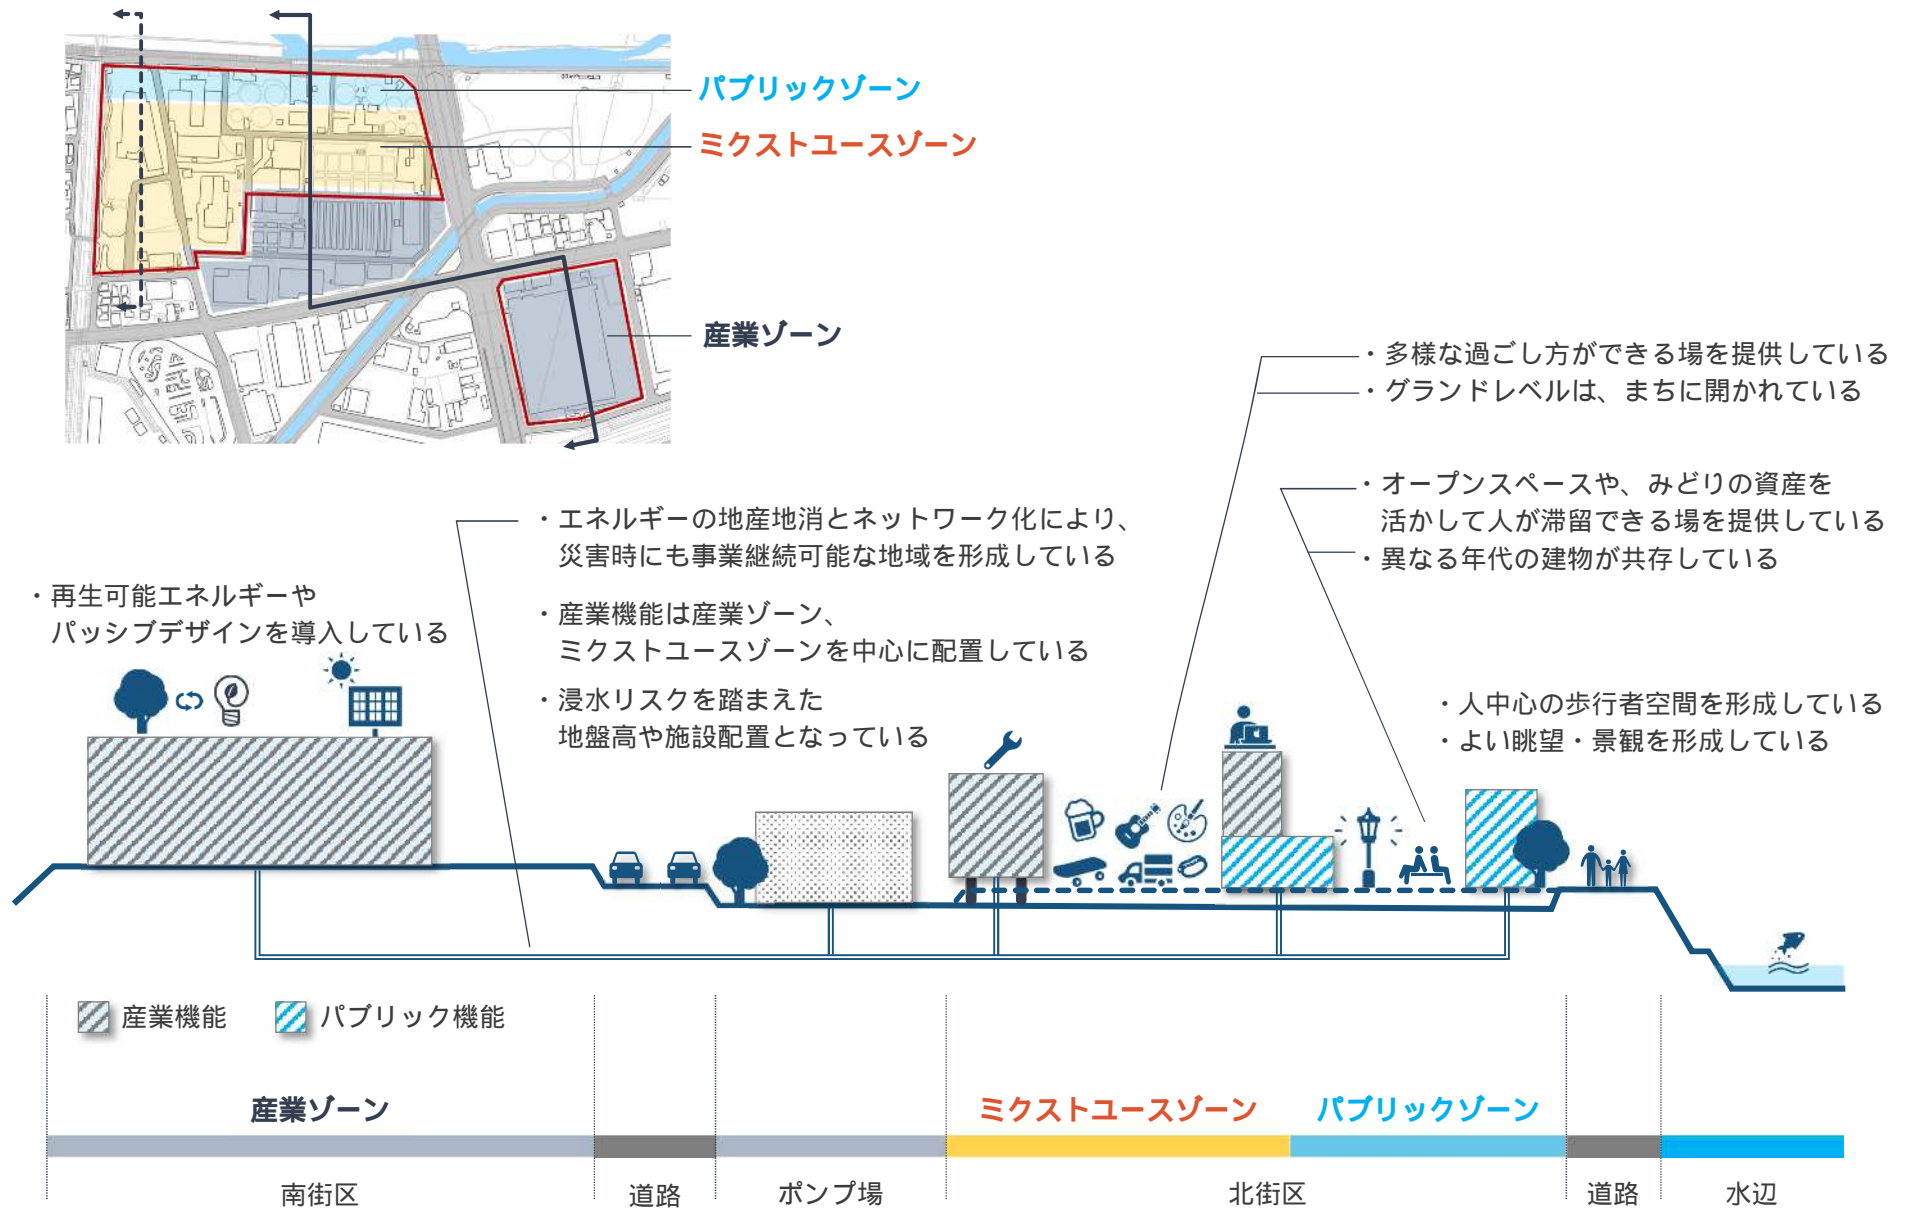 パブリックゾーン
ミクストユースゾーン
産業ゾーン
・多様な過ごし方ができる場を提供している
・グランドレベルは、まちに開かれている
・オープンスペースや、みどりの資産を
活かして人が滞留できる場を提供している
・異なる年代の建物が共存している
・エネルギーの地産地消とネットワーク化により、
災害時にも事業継続可能な地域を形成している
・産業機能は産業ゾーン、
ミクストユースゾーンを中心に配置している
・浸水リスクを踏まえた
地盤高や施設配置となっている
・再生可能エネルギーや
パッシブデザインを導入している
・人中心の歩行者空間を形成している
・よい眺望・景観を形成している
産業機能
パブリック機能
産業ゾーン
ミクストユースゾーン
パブリックゾーン
南街区
道路
ポンプ場
北街区
道路
水辺